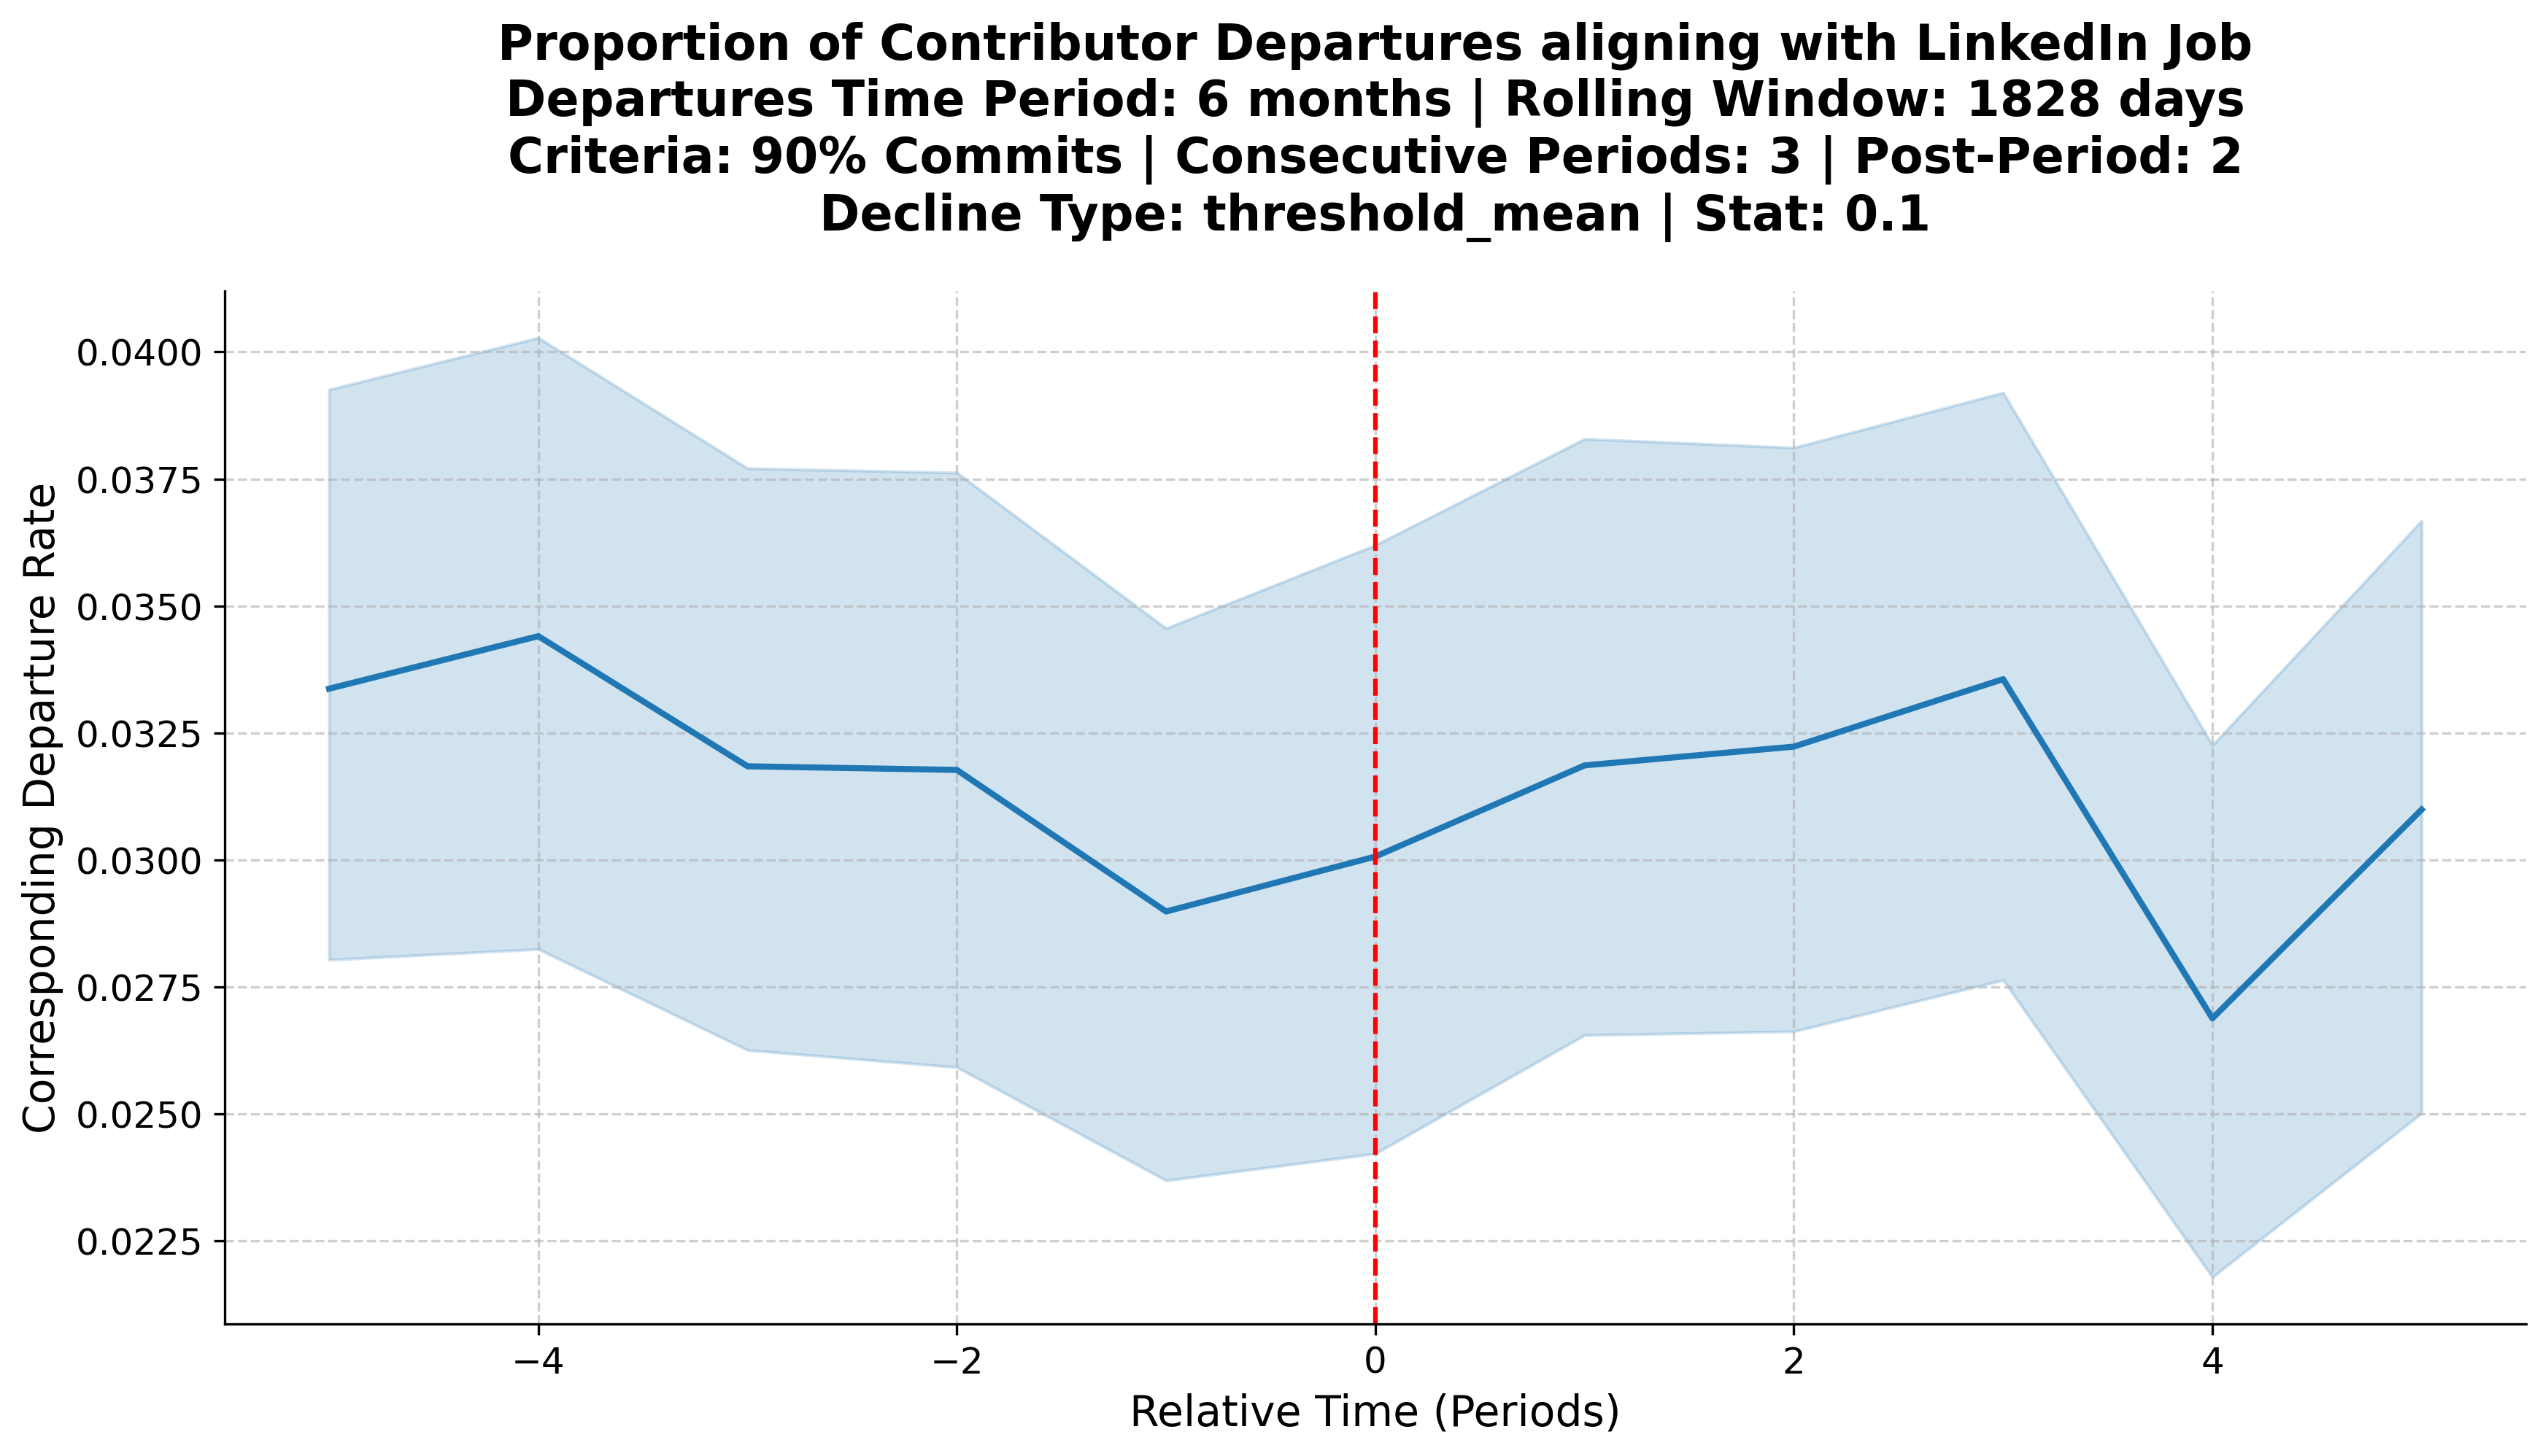 Proportion of Contributor Departures aligning with LinkedIn Job
Departures Time Period: 6 months | Rolling Window: 1828 days
Criteria: 90% Commits | Consecutive Periods: 3 | Post-Period: 2
Decline Type: threshold_mean | Stat: 0.1
Corresponding Departure Rate
0.0400
0.0375
0.0350
0.0325
0.0300
0.0275
0.0250
0.0225
−4
−2
0
2
4
Relative Time (Periods)